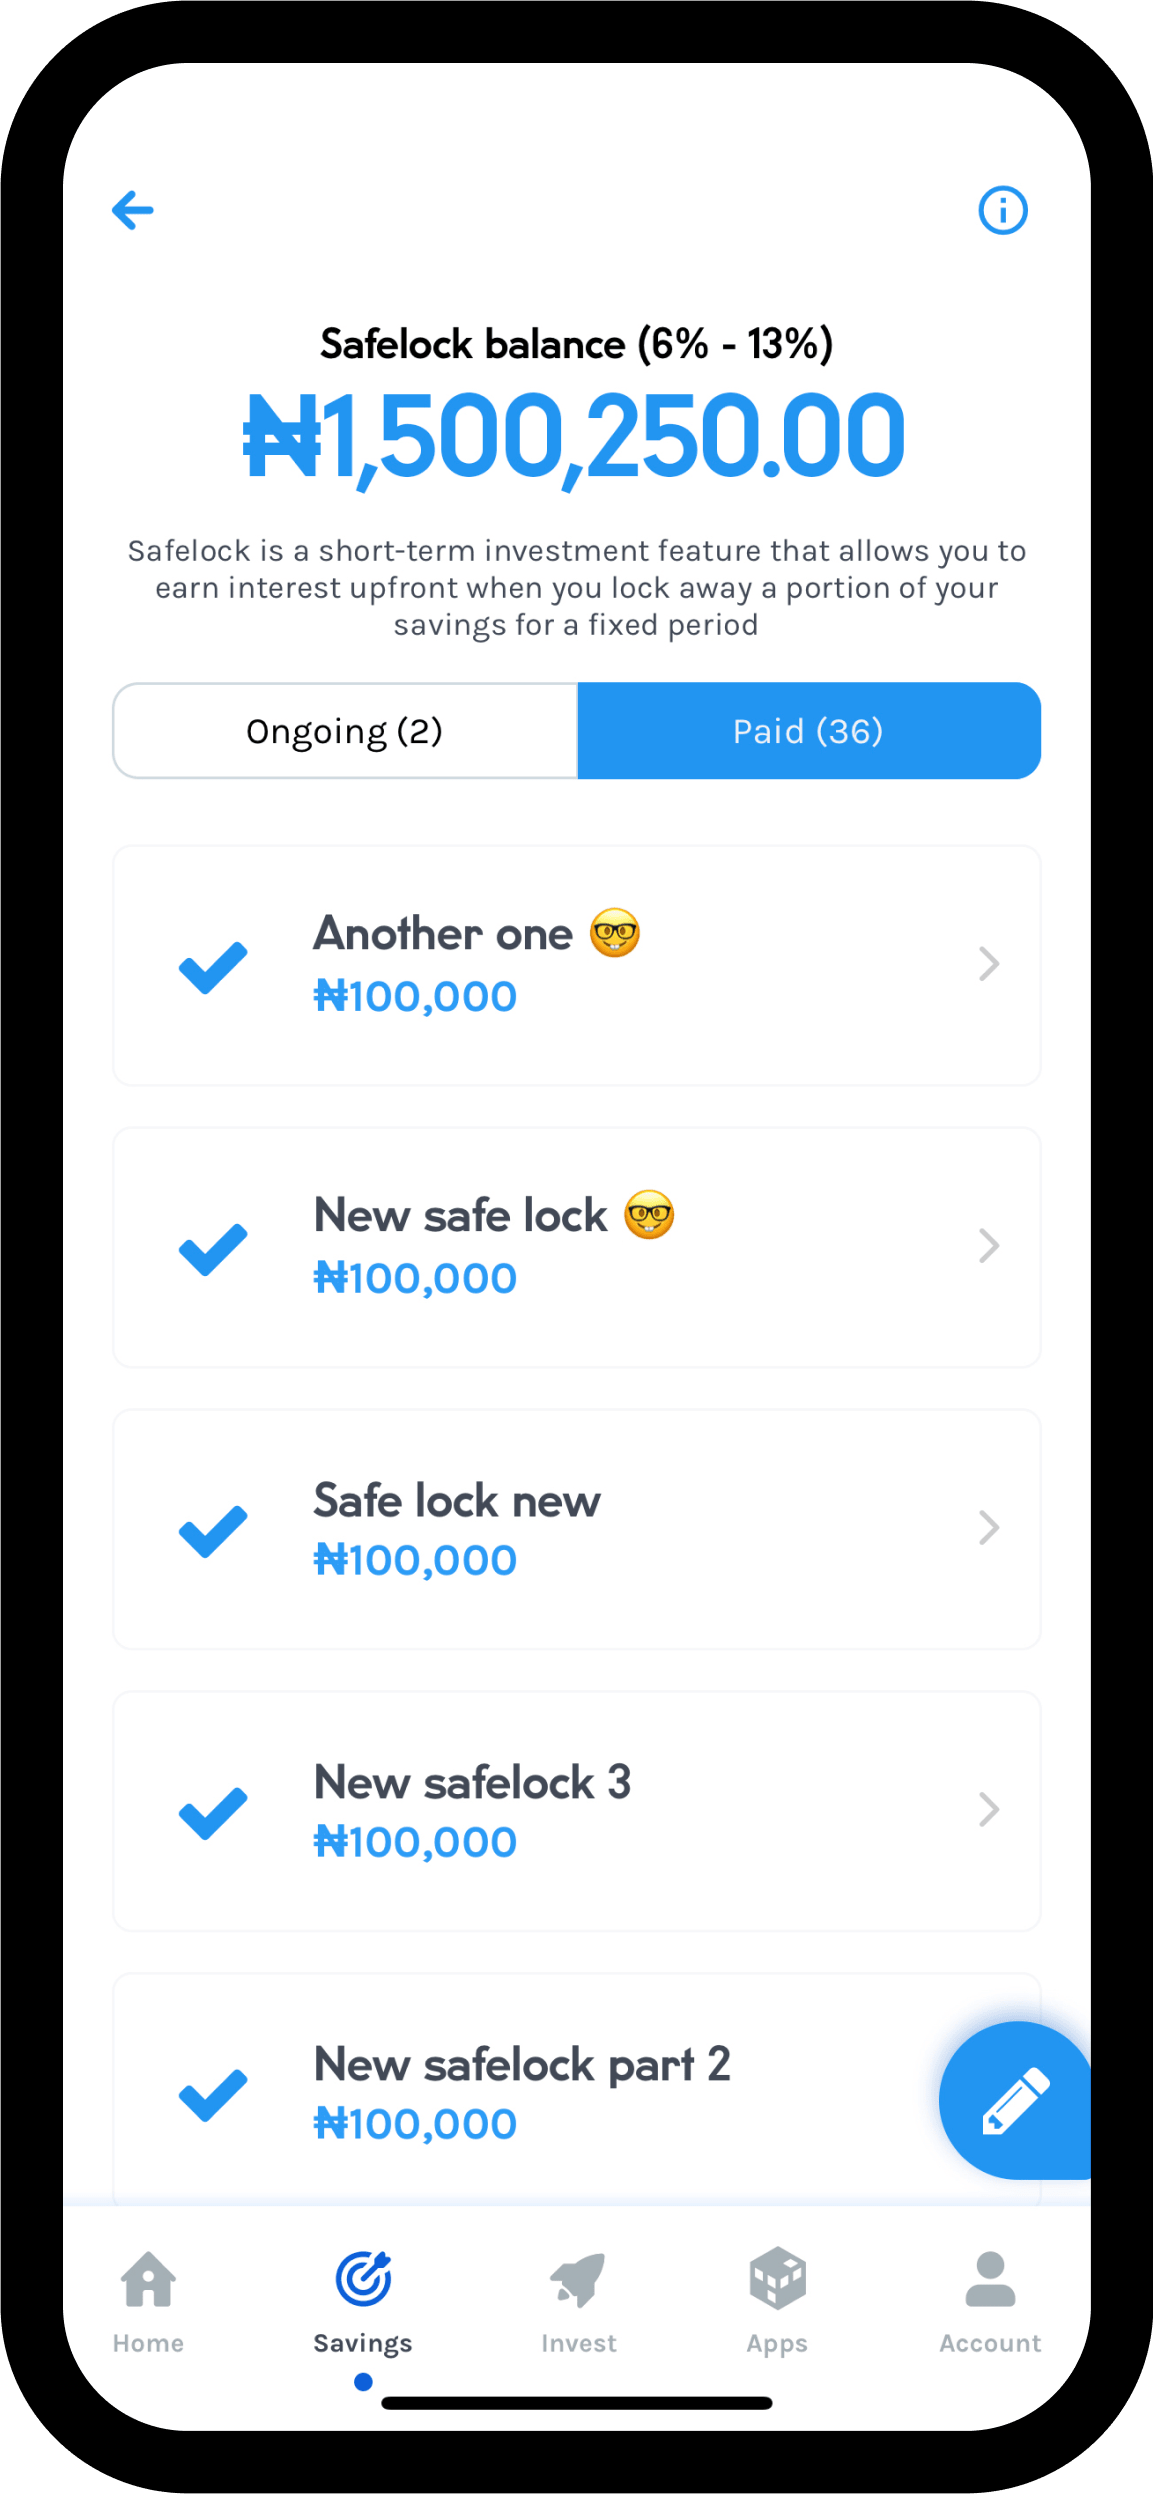 Safelock balance (6% - 13%)
₦1,500,250.00
Safelock is a short-term investment feature that allows you to
earn interest upfront when you lock away a portion of your
savings for a fixed period
Ongoing (2)
Paid (36)
Another one 🤓
₦100,000
New safe lock 🤓
₦100,000
Safe lock new
₦100,000
New safelock 3
₦100,000
New safelock part 2
₦100,000
Home
Savings
Invest
Apps
Account